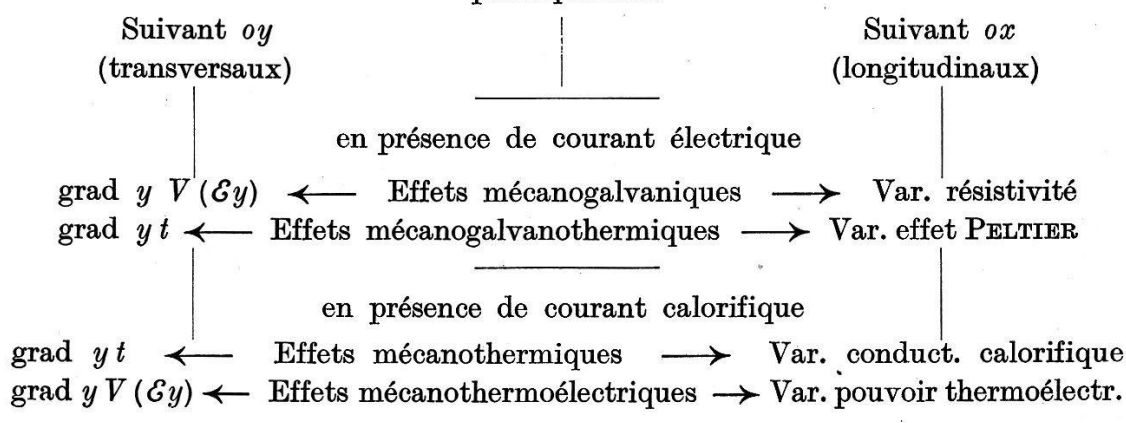 Suivant oy Suivant ox
(transversaux) (longitudinaux)
en présence de courant électrique
grad y V (ℰy) ⟵ Effets mécanogalvaniques ⟶ Var. résistivité
grad y t ⟵ Effets mécanogalvanothermiques ⟶ Var. effet PELTIER
en présence de courant calorifique
grad y t ⟵ Effets mécanothermiques ⟶ Var. conduct. calorifique
grad y V (ℰy) ⟵ Effets mécanothermoélectriques ⟶ Var. pouvoir thermoélectr.